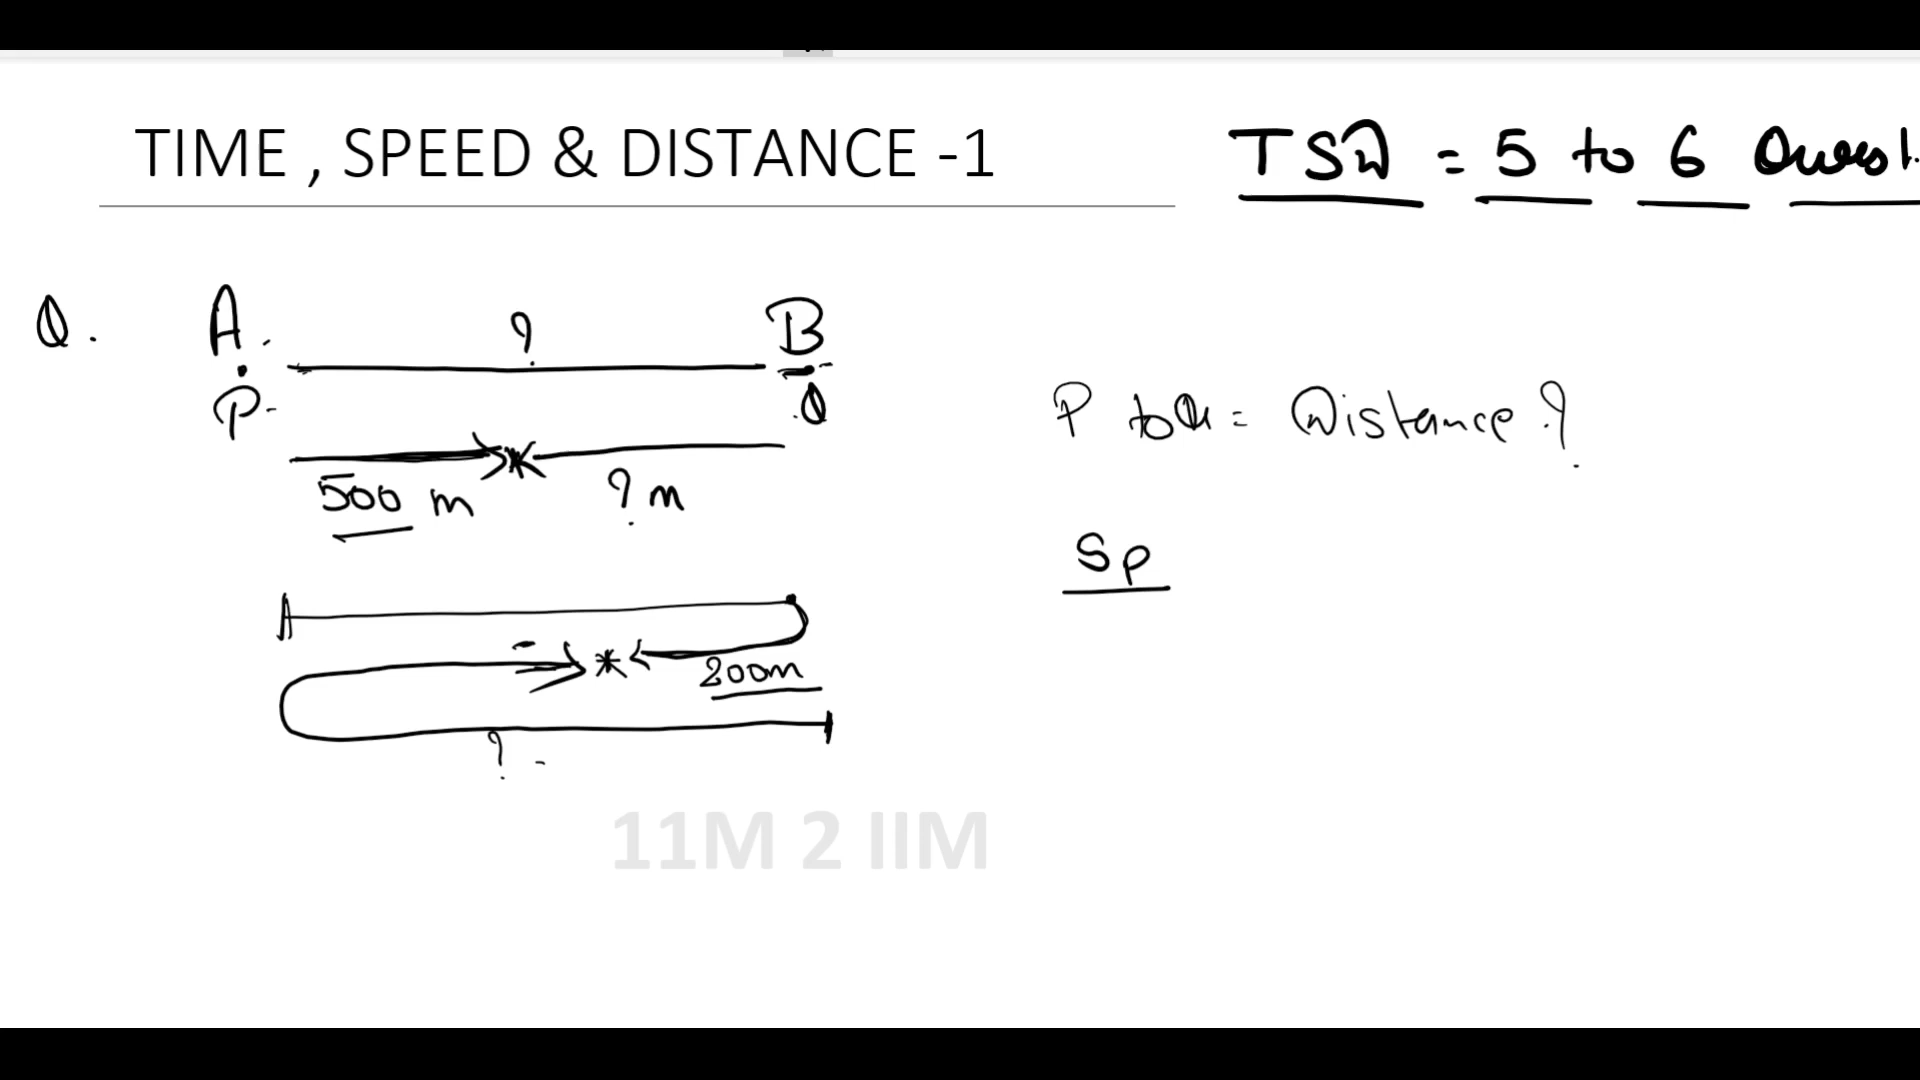 TIME , SPEED & DISTANCE -1
TSD = 5 to 6 Quest.
Q. A. ? B
P. Q
500 m ? m
P to Q = Distance ?
Sp
A
200m
?
11M 2 IIM